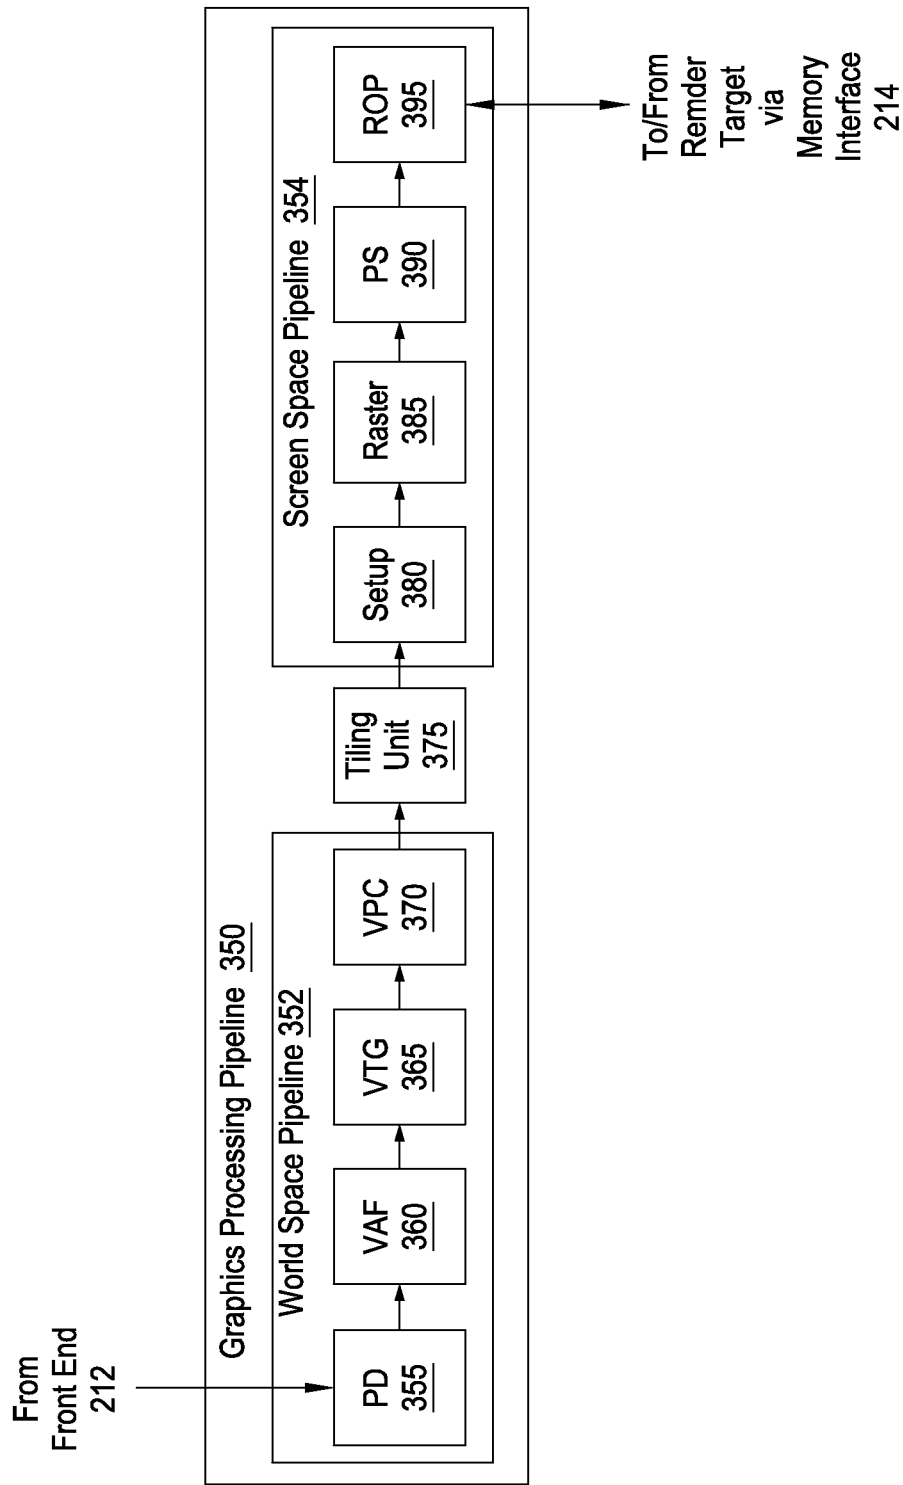 From
Front End
212
Graphics Processing Pipeline 350
World Space Pipeline 352
PD
355
VAF
360
VTG
365
VPC
370
Tiling
Unit
375
Screen Space Pipeline 354
Setup
380
Raster
385
PS
390
ROP
395
To/From
Remder
Target
via
Memory
Interface
214